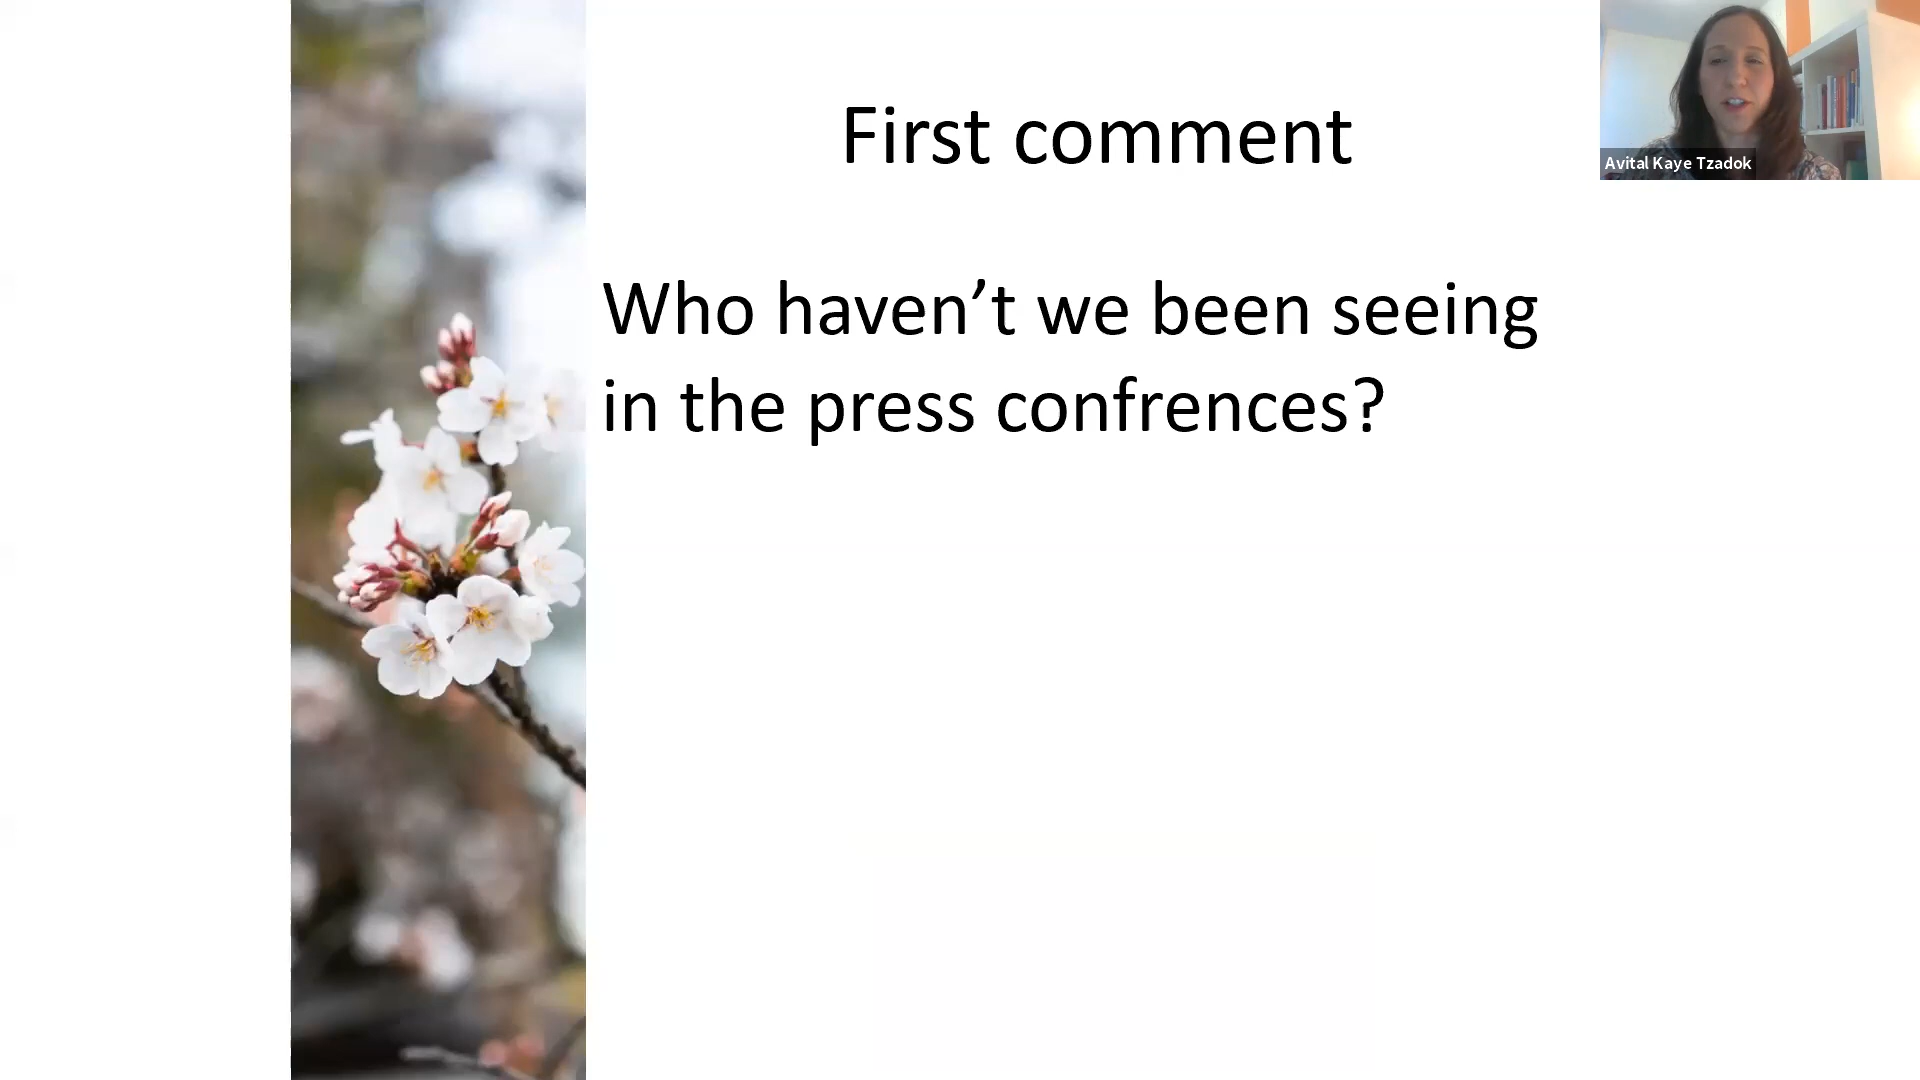 First comment
Avital Kaye Tzadok
Who haven’t we been seeing
in the press confrences?